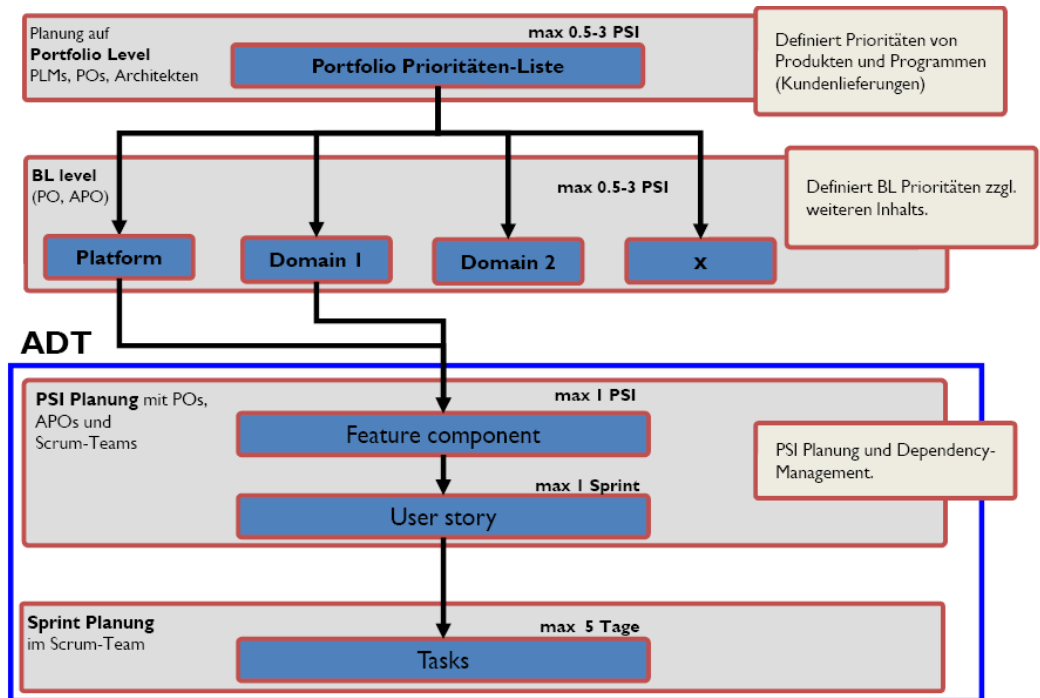 Planung auf
Portfolio Level
PLMs, POs, Architekten
max 0.5-3 PSI
Portfolio Prioritäten-Liste
Definiert Prioritäten von
Produkten und Programmen
(Kundenlieferungen)
BL level
(PO, APO)
max 0.5-3 PSI
Definiert BL Prioritäten zzgl.
weiteren Inhalts.
Platform
Domain 1
Domain 2
X
ADT
PSI Planung mit POs,
APOs und
Scrum-Teams
max 1 PSI
Feature component
max 1 Sprint
User story
PSI Planung und Dependency-
Management.
Sprint Planung
im Scrum-Team
max 5 Tage
Tasks